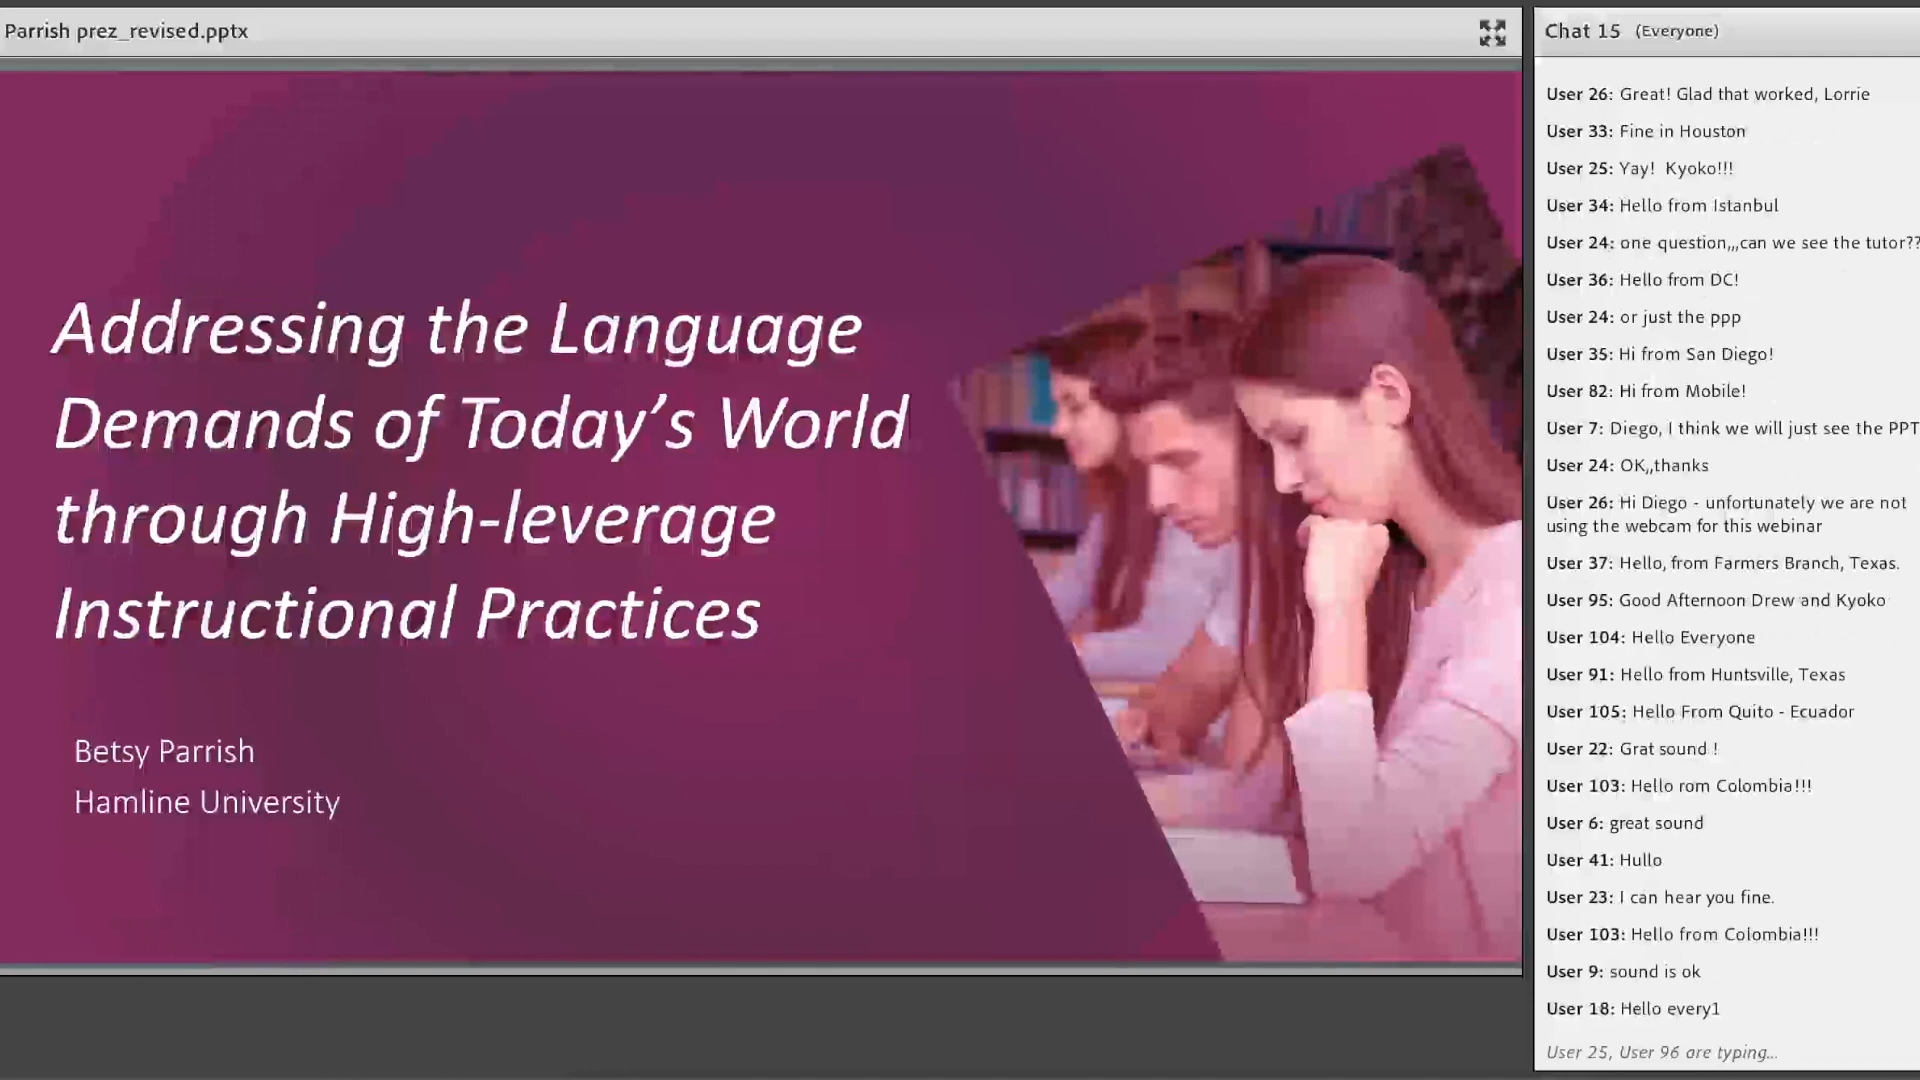 Parrish prez_revised.pptx
Addressing the Language
Demands of Today's World
through High-leverage
Instructional Practices
Betsy Parrish
Hamline University
Chat 15 (Everyone)
User 26: Great! Glad that worked, Lorrie
User 33: Fine in Houston
User 25: Yay! Kyoko!!!
User 34: Hello from Istanbul
User 24: one question,,,can we see the tutor??
User 36: Hello from DC!
User 24: or just the ppp
User 35: Hi from San Diego!
User 82: Hi from Mobile!
User 7: Diego, I think we will just see the PPT
User 24: OK,,thanks
User 26: Hi Diego - unfortunately we are not
using the webcam for this webinar
User 37: Hello, from Farmers Branch, Texas.
User 95: Good Afternoon Drew and Kyoko
User 104: Hello Everyone
User 91: Hello from Huntsville, Texas
User 105: Hello From Quito - Ecuador
User 22: Grat sound !
User 103: Hello rom Colombia!!!
User 6: great sound
User 41: Hullo
User 23: I can hear you fine.
User 103: Hello from Colombia!!!
User 9: sound is ok
User 18: Hello every1
User 25, User 96 are typing...